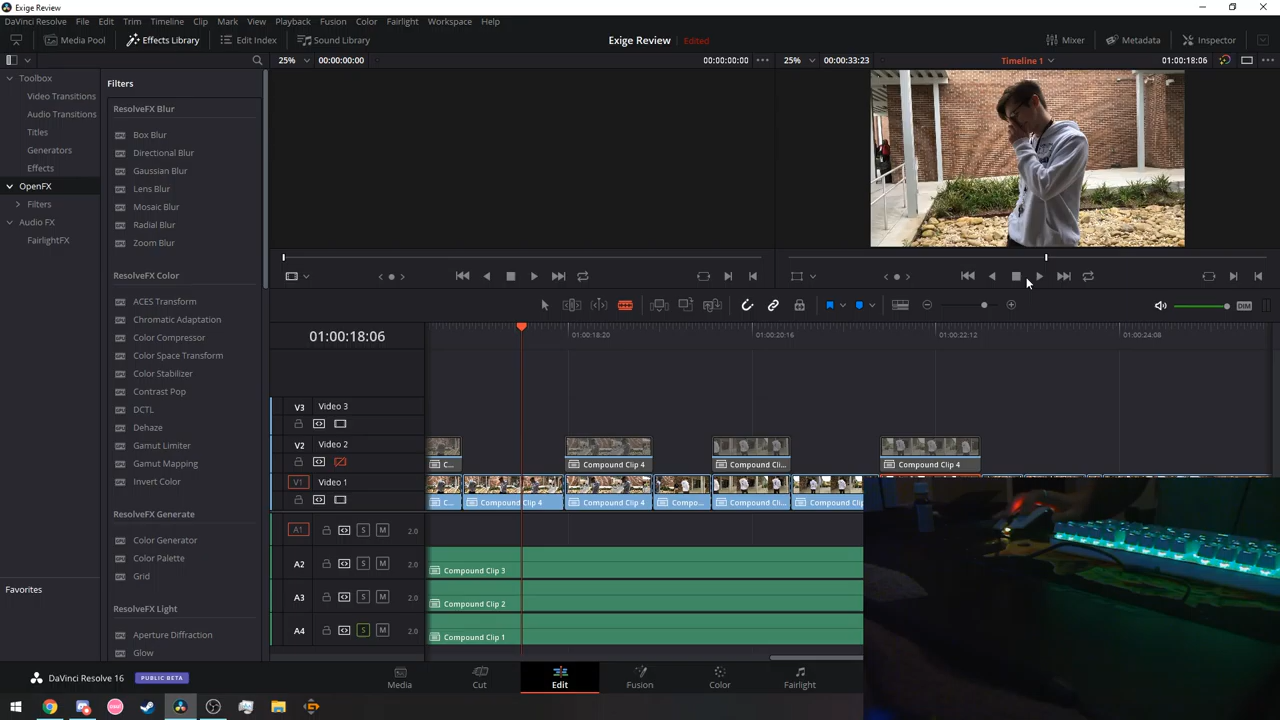 Exige Review
DaVinci Resolve File Edit Trim Timeline Clip Mark View Playback Fusion Color Fairlight Workspace Help
Media Pool Effects Library Edit Index Sound Library Exige Review Edited Mixer Metadata Inspector
25% 00:00:00:00 00:00:00:00 25% 00:00:33:23 Timeline 1 01:00:18:06
Toolbox
Video Transitions
Audio Transitions
Titles
Generators
Effects
OpenFX
Filters
Audio FX
FairlightFX
Favorites
Filters
ResolveFX Blur
Box Blur
Directional Blur
Gaussian Blur
Lens Blur
Mosaic Blur
Radial Blur
Zoom Blur
ResolveFX Color
ACES Transform
Chromatic Adaptation
Color Compressor
Color Space Transform
Color Stabilizer
Contrast Pop
DCTL
Dehaze
Gamut Limiter
Gamut Mapping
Invert Color
ResolveFX Generate
Color Generator
Color Palette
Grid
ResolveFX Light
Aperture Diffraction
Glow
DIM
01:00:18:06
01:00:18:20 01:00:20:16 01:00:22:12 01:00:24:08
V3 Video 3
V2 Video 2
C... Compound Clip 4 Compound Cli... Compound Clip 4
V1 Video 1
C... Compound Clip 4 Compound Clip 4 Compo... Compound Cli... Compound Clip 4
A1 S M 2.0
A2 S M 2.0 Compound Clip 3
A3 S M 2.0 Compound Clip 2
A4 S M 2.0 Compound Clip 1
DaVinci Resolve 16 PUBLIC BETA Media Cut Edit Fusion Color Fairlight
osu!